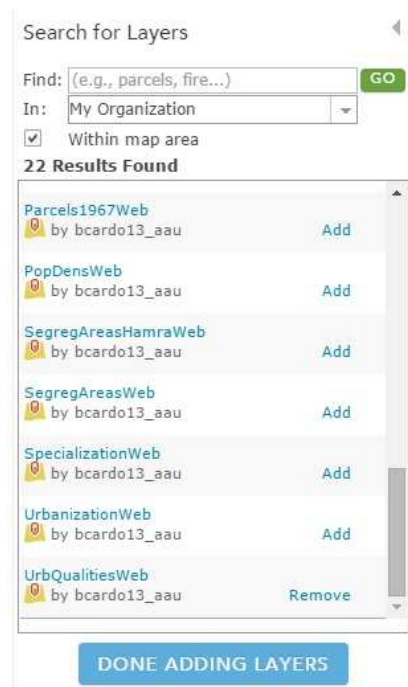 Search for Layers
Find: (e.g., parcels, fire...) GO
In: My Organization
Within map area
22 Results Found
Parcels1967Web
by bcardo13_aau Add
PopDensWeb
by bcardo13_aau Add
SegregAreasHamraWeb
by bcardo13_aau Add
SegregAreasWeb
by bcardo13_aau Add
SpecializationWeb
by bcardo13_aau Add
UrbanizationWeb
by bcardo13_aau Add
UrbQualitiesWeb
by bcardo13_aau Remove
DONE ADDING LAYERS